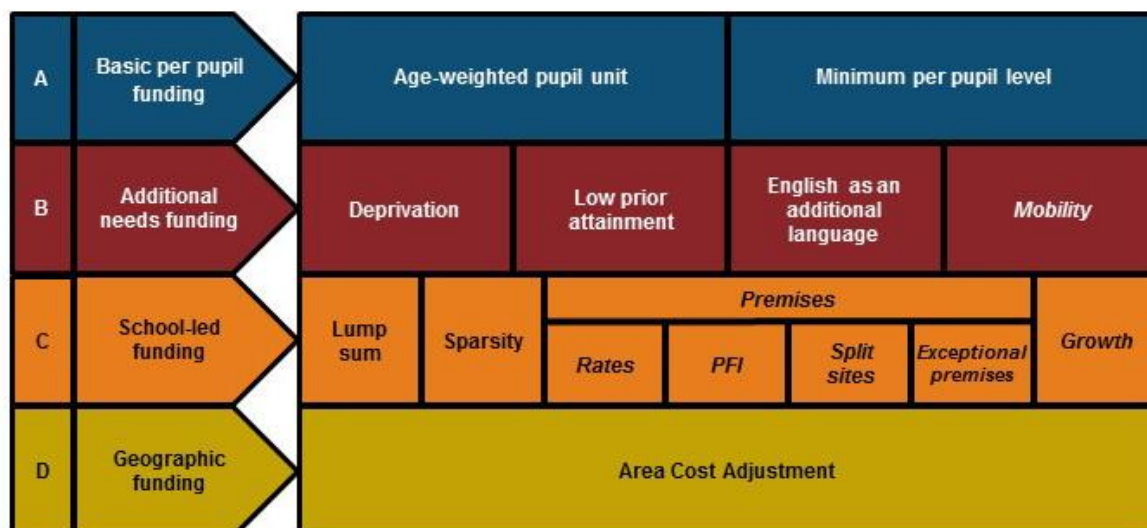 A
Basic per pupil
funding
Age-weighted pupil unit
Minimum per pupil level
B
Additional
needs funding
Deprivation
Low prior
attainment
English as an
additional
language
Mobility
C
School-led
funding
Lump
sum
Sparsity
Premises
Rates
PFI
Split
sites
Exceptional
premises
Growth
D
Geographic
funding
Area Cost Adjustment